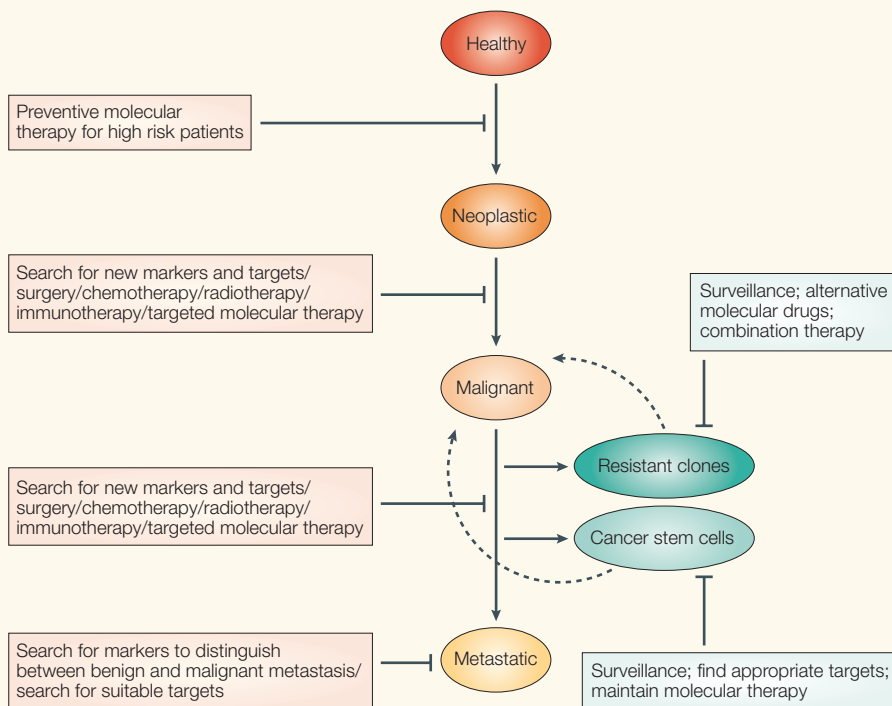 Healthy
Preventive molecular
therapy for high risk patients
Neoplastic
Search for new markers and targets/
surgery/chemotherapy/radiotherapy/
immunotherapy/targeted molecular therapy
Surveillance; alternative
molecular drugs;
combination therapy
Malignant
Resistant clones
Search for new markers and targets/
surgery/chemotherapy/radiotherapy/
immunotherapy/targeted molecular therapy
Cancer stem cells
Search for markers to distinguish
between benign and malignant metastasis/
search for suitable targets
Metastatic
Surveillance; find appropriate targets;
maintain molecular therapy